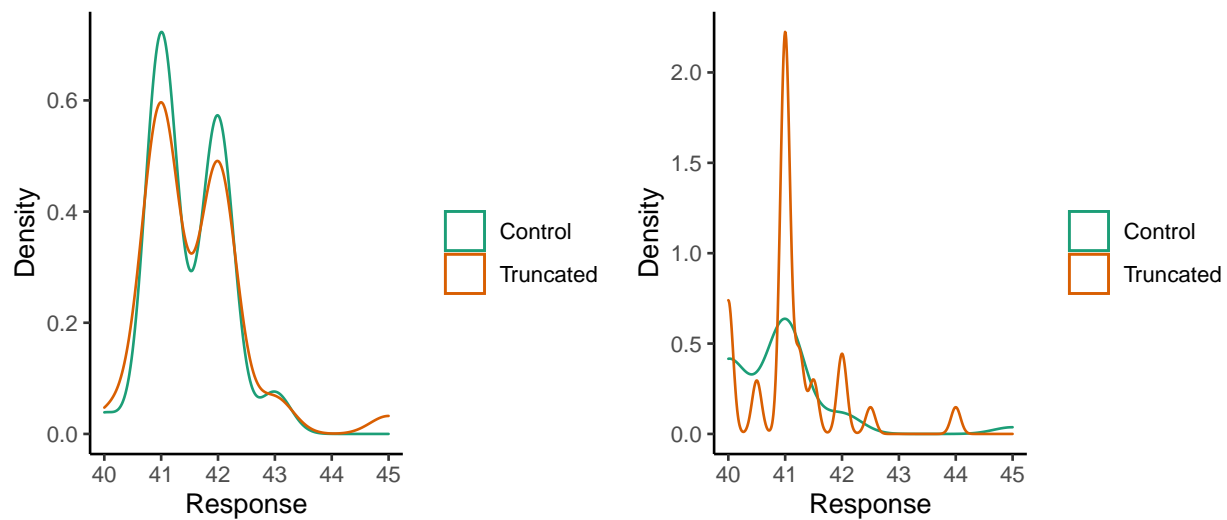 Density
0.6
0.4
0.2
0.0
40 41 42 43 44 45
Response
Control
Truncated
Density
2.0
1.5
1.0
0.5
0.0
40 41 42 43 44 45
Response
Control
Truncated